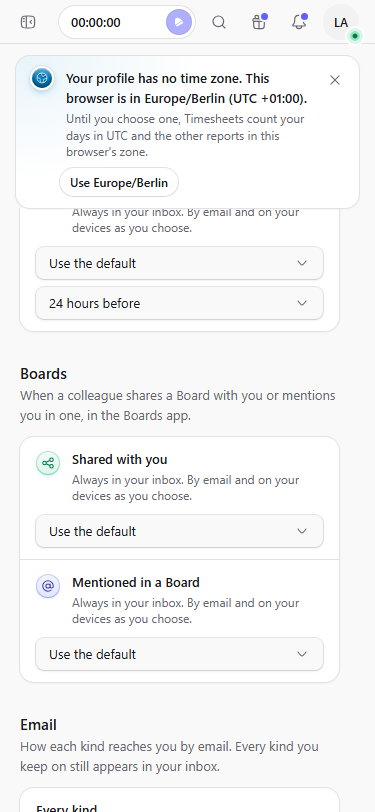 00:00:00
LA
Your profile has no time zone. This
browser is in Europe/Berlin (UTC +01:00).
Until you choose one, Timesheets count your
days in UTC and the other reports in this
browser's zone.
Use Europe/Berlin
Always in your inbox. By email and on your
devices as you choose.
Use the default
24 hours before
Boards
When a colleague shares a Board with you or mentions
you in one, in the Boards app.
Shared with you
Always in your inbox. By email and on your
devices as you choose.
Use the default
Mentioned in a Board
Always in your inbox. By email and on your
devices as you choose.
Use the default
Email
How each kind reaches you by email. Every kind you
keep on still appears in your inbox.
Every kind